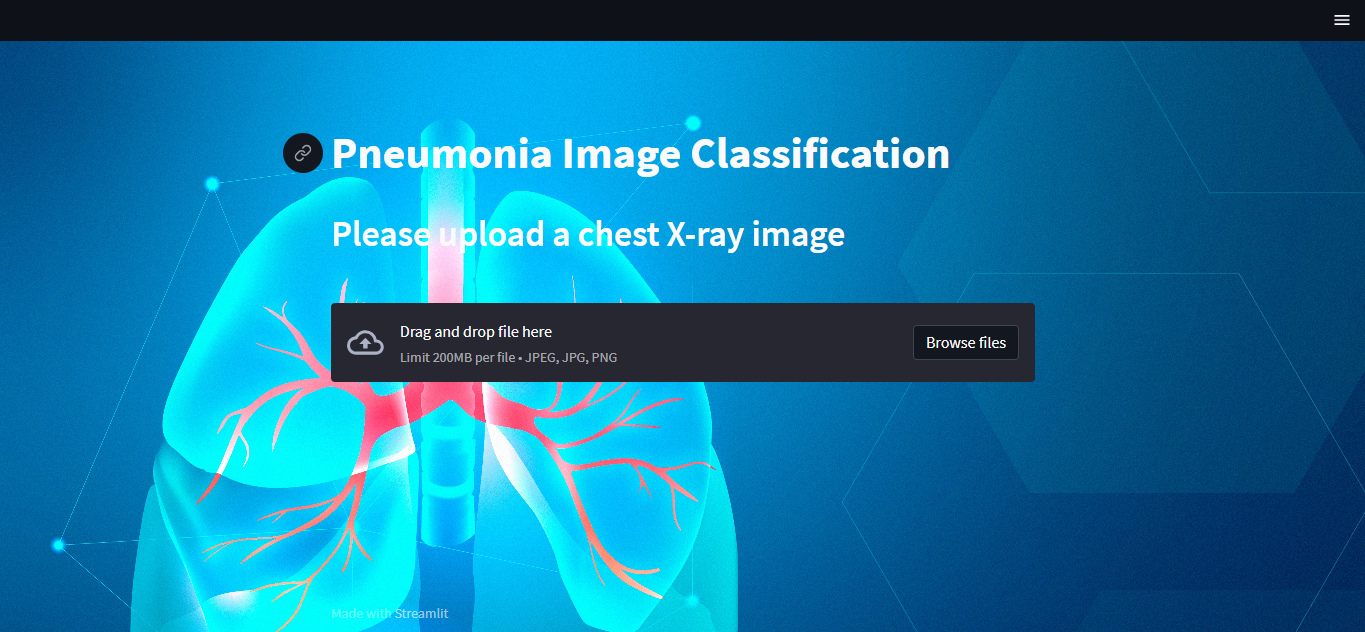 Pneumonia Image Classification
Please upload a chest X-ray image
Drag and drop file here
Limit 200MB per file • JPEG, JPG, PNG
Browse files
Made with Streamlit